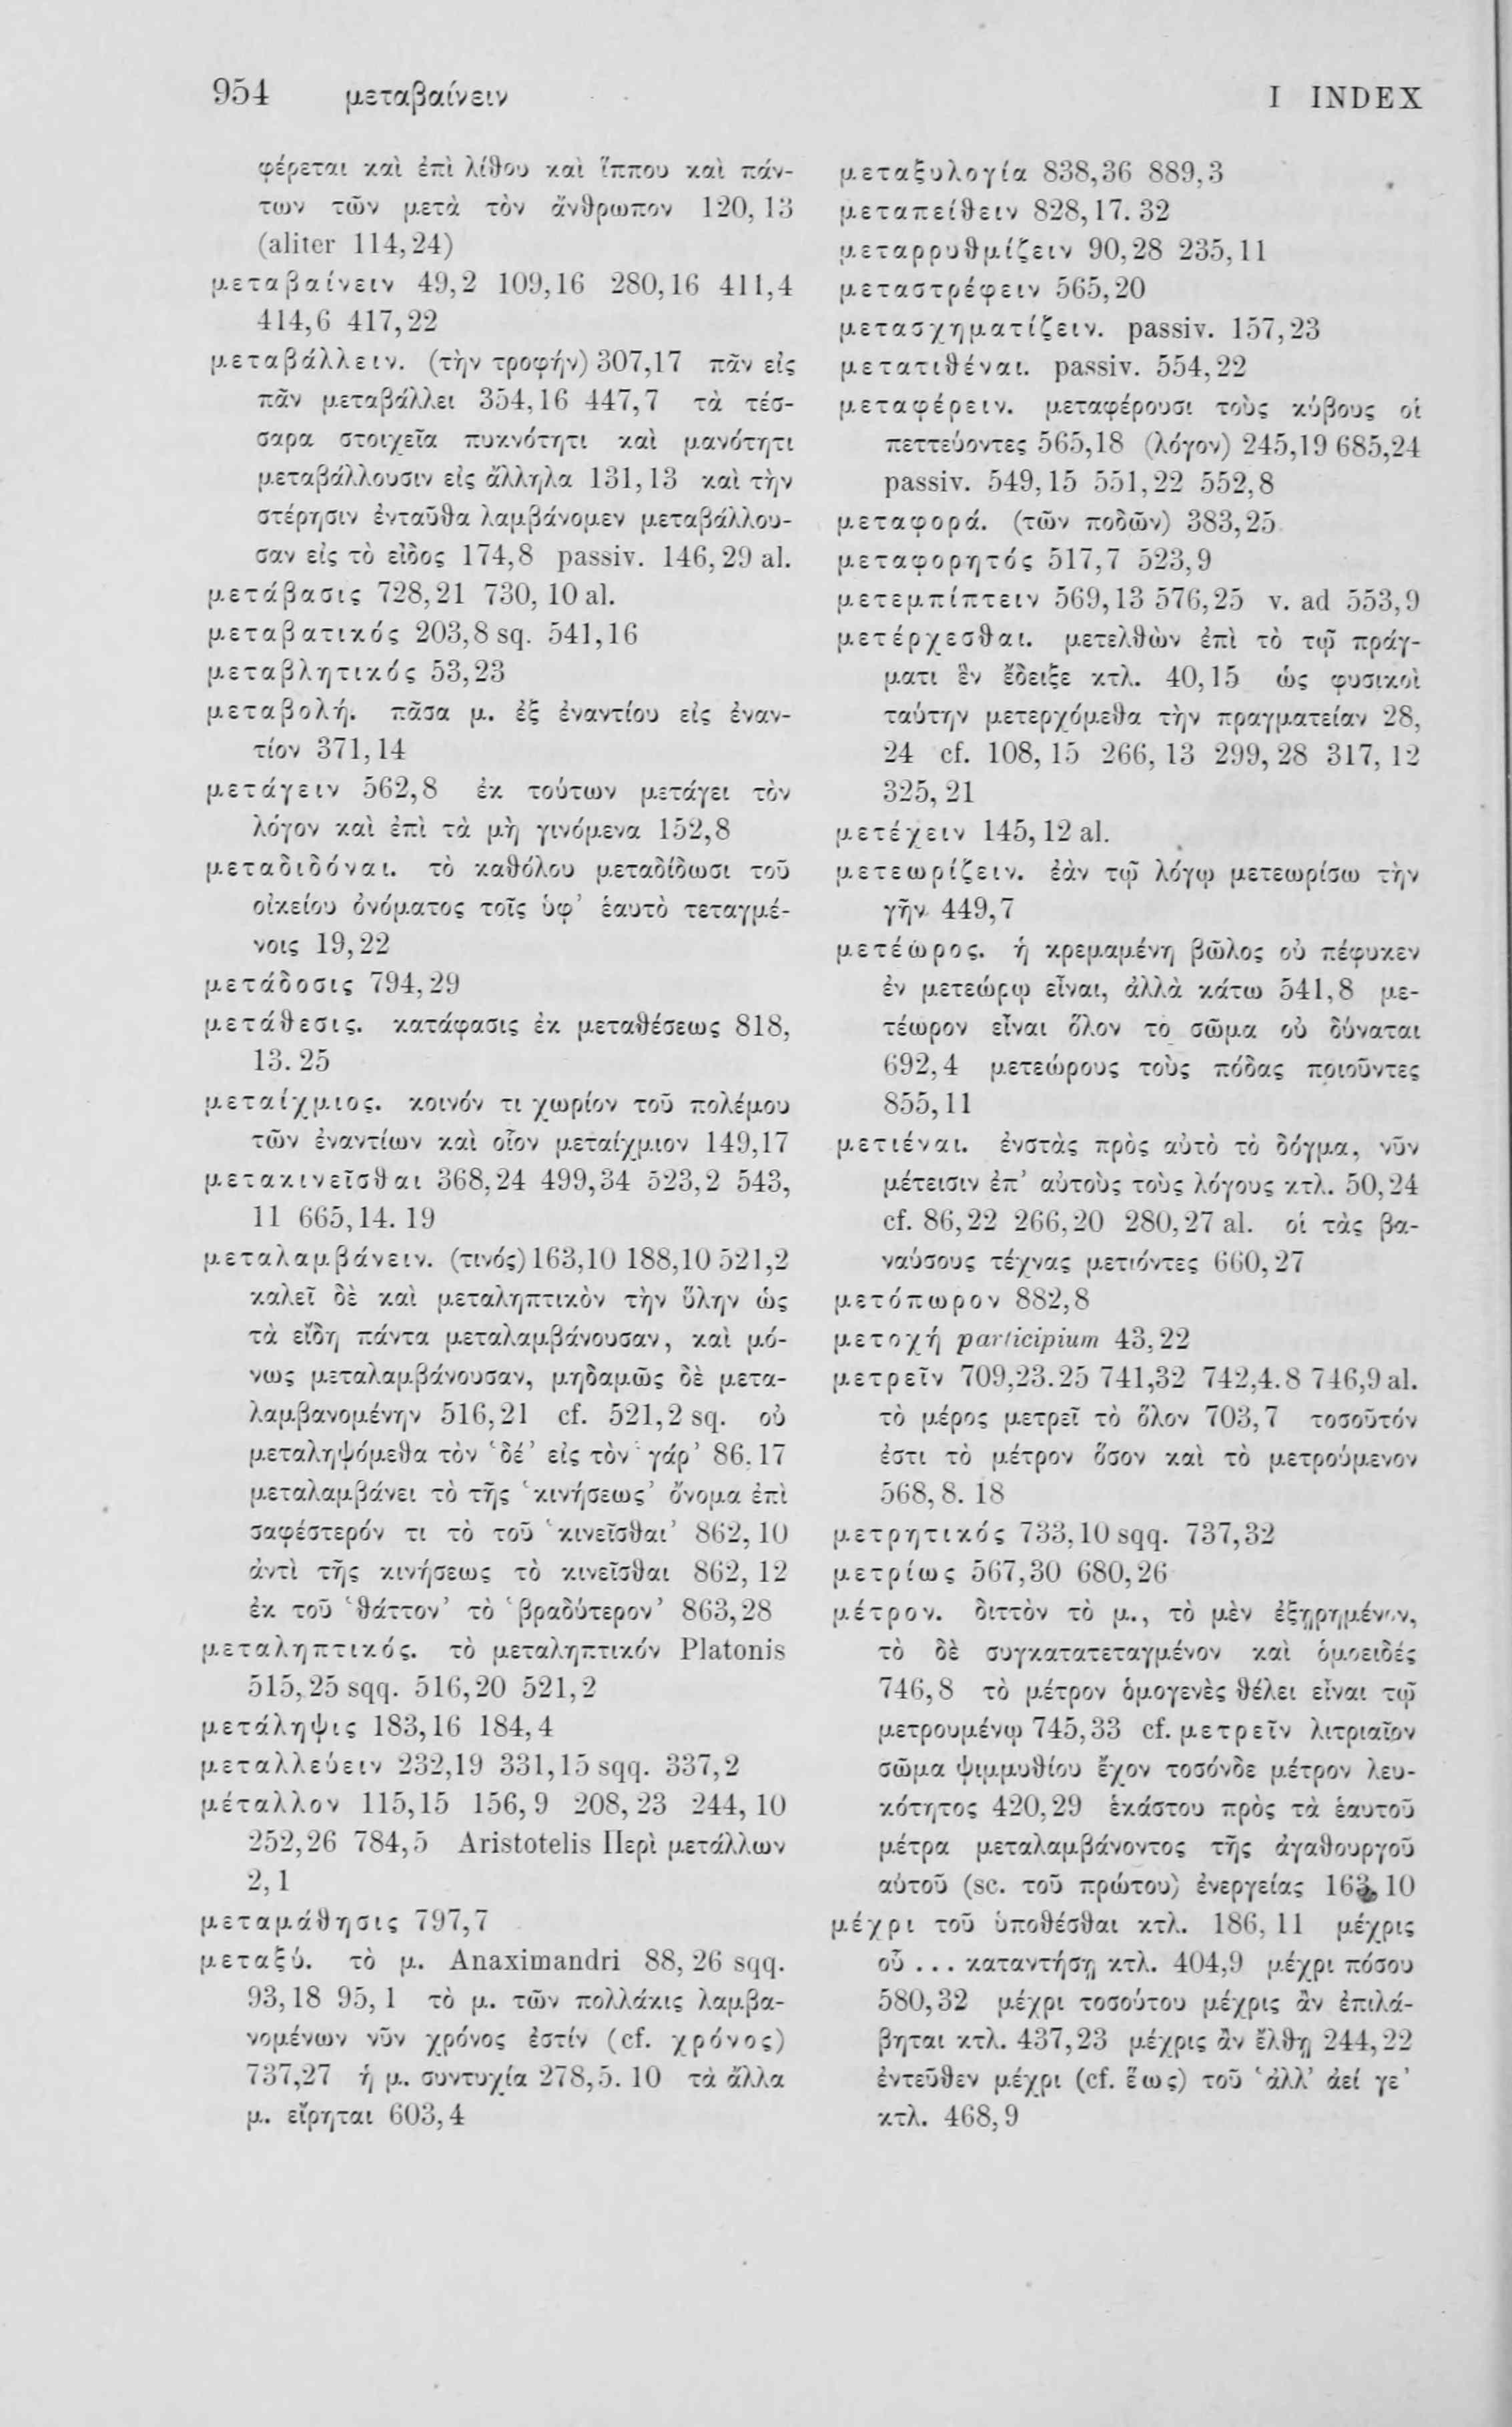 954 μεταβαίνειν I INDEX
φέρεται καὶ ἐπὶ λίθου καὶ ἵππου καὶ πάν-
των τῶν μετὰ τὸν ἄνθρωπον 120, 13
(aliter 114,24)
μεταβαίνειν 49,2 109,16 280,16 411,4
414,6 417,22
μεταβάλλειν. (τὴν τροφήν) 307,17 πᾶν εἰς
πᾶν μεταβάλλει 354,16 447,7 τὰ τέσ-
σαρα στοιχεῖα πυκνότητι καὶ μανότητι
μεταβάλλουσιν εἰς ἄλληλα 131,13 καὶ τὴν
στέρησιν ἐνταῦθα λαμβάνομεν μεταβάλλου-
σαν εἰς τὸ εἶδος 174,8 passiv. 146,29 al.
μετάβασις 728,21 730, 10 al.
μεταβατικός 203,8 sq. 541,16
μεταβλητικός 53,23
μεταβολή. πᾶσα μ. ἐξ ἐναντίου εἰς ἐναν-
τίον 371,14
μετάγειν 562,8 ἐκ τούτων μετάγει τὸν
λόγον καὶ ἐπὶ τὰ μὴ γινόμενα 152,8
μεταδιδόναι. τὸ καθόλου μεταδίδωσι τοῦ
οἰκείου ὀνόματος τοῖς ὑφ' ἑαυτὸ τεταγμέ-
νοις 19,22
μετάδοσις 794,29
μετάθεσις. κατάφασις ἐκ μεταθέσεως 818,
13. 25
μεταίχμιος. κοινόν τι χωρίον τοῦ πολέμου
τῶν ἐναντίων καὶ οἷον μεταίχμιον 149,17
μετακινεῖσθαι 368,24 499,34 523,2 543,
11 665,14. 19
μεταλαμβάνειν. (τινός) 163,10 188,10 521,2
καλεῖ δὲ καὶ μεταληπτικὸν τὴν ὕλην ὡς
τὰ εἴδη πάντα μεταλαμβάνουσαν, καὶ μό-
νως μεταλαμβάνουσαν, μηδαμῶς δὲ μετα-
λαμβανομένην 516,21 cf. 521,2 sq. οὐ
μεταληψόμεθα τὸν ‘δέ’ εἰς τὸν ‘γάρ’ 86,17
μεταλαμβάνει τὸ τῆς ‘κινήσεως’ ὄνομα ἐπὶ
σαφέστερόν τι τὸ τοῦ ‘κινεῖσθαι’ 862, 10
ἀντὶ τῆς κινήσεως τὸ κινεῖσθαι 862, 12
ἐκ τοῦ ‘θάττον’ τὸ ‘βραδύτερον’ 863,28
μεταληπτικός. τὸ μεταληπτικόν Platonis
515,25 sqq. 516,20 521,2
μετάληψις 183,16 184,4
μεταλλεύειν 232,19 331,15 sqq. 337,2
μέταλλον 115,15 156,9 208,23 244,10
252,26 784,5 Aristotelis Περὶ μετάλλων
2,1
μεταμάθησις 797,7
μεταξύ. τὸ μ. Anaximandri 88, 26 sqq.
93,18 95,1 τὸ μ. τῶν πολλάκις λαμβα-
νομένων νῦν χρόνος ἐστίν (cf. χρόνος)
737,27 ἡ μ. συντυχία 278,5. 10 τὰ ἄλλα
μ. εἴρηται 603,4
μεταξυλογία 838,36 889,3
μεταπείθειν 828,17. 32
μεταρρυθμίζειν 90,28 235,11
μεταστρέφειν 565,20
μετασχηματίζειν. passiv. 157,23
μετατιθέναι. passiv. 554,22
μεταφέρειν. μεταφέρουσι τοὺς κύβους οἱ
πεττεύοντες 565,18 (λόγον) 245,19 685,24
passiv. 549,15 551,22 552,8
μεταφορά. (τῶν ποδῶν) 383,25
μεταφορητός 517,7 523,9
μετεμπίπτειν 569,13 576,25 v. ad 553,9
μετέρχεσθαι. μετελθὼν ἐπὶ τὸ τῷ πράγ-
ματι ἓν ἔδειξε κτλ. 40,15 ὡς φυσικοὶ
ταύτην μετερχόμεθα τὴν πραγματείαν 28,
24 cf. 108,15 266,13 299,28 317,12
325, 21
μετέχειν 145,12 al.
μετεωρίζειν. ἐὰν τῷ λόγῳ μετεωρίσω τὴν
γῆν 449,7
μετέωρος. ἡ κρεμαμένη βῶλος οὐ πέφυκεν
ἐν μετεώρῳ εἶναι, ἀλλὰ κάτω 541,8 με-
τέωρον εἶναι ὅλον το σῶμα οὐ δύναται
692,4 μετεώρους τοὺς πόδας ποιοῦντες
855,11
μετιέναι. ἐνστὰς πρὸς αὐτὸ τὸ δόγμα, νῦν
μέτεισιν ἐπ' αὐτοὺς τοὺς λόγους κτλ. 50,24
cf. 86,22 266,20 280,27 al. οἱ τὰς βα-
ναύσους τέχνας μετιόντες 660,27
μετόπωρον 882,8
μετοχή participium 43,22
μετρεῖν 709,23.25 741,32 742,4.8 746,9 al.
τὸ μέρος μετρεῖ τὸ ὅλον 703,7 τοσοῦτόν
ἐστι τὸ μέτρον ὅσον καὶ τὸ μετρούμενον
568, 8. 18
μετρητικός 733,10 sqq. 737,32
μετρίως 567,30 680,26
μέτρον. διττὸν τὸ μ., τὸ μὲν ἐξῃρημένον,
τὸ δὲ συγκατατεταγμένον καὶ ὁμοειδές
746,8 τὸ μέτρον ὁμογενὲς θέλει εἶναι τῷ
μετρουμένῳ 745,33 cf. μετρεῖν λιτριαῖον
σῶμα ψιμμυθίου ἔχον τοσόνδε μέτρον λευ-
κότητος 420,29 ἑκάστου πρὸς τὰ ἑαυτοῦ
μέτρα μεταλαμβάνοντος τῆς ἀγαθουργοῦ
αὐτοῦ (sc. τοῦ πρώτου) ἐνεργείας 163, 10
μέχρι τοῦ ὑποθέσθαι κτλ. 186, 11 μέχρις
οὗ ... καταντήσῃ κτλ. 404,9 μέχρι πόσου
580,32 μέχρι τοσούτου μέχρις ἂν ἐπιλά-
βηται κτλ. 437,23 μέχρις ἂν ἔλθῃ 244,22
ἐντεῦθεν μέχρι (cf. ἕως) τοῦ ‘ἀλλ' ἀεί γε’
κτλ. 468,9